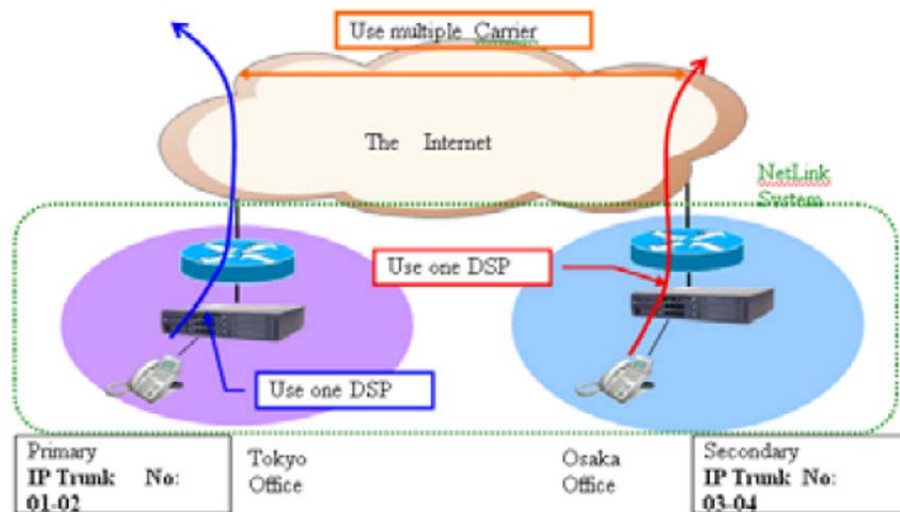 Use multiple Carrier
The Internet
NetLink
System
Use one DSP
Use one DSP
Primary
IP Trunk No:
01-02
Tokyo
Office
Osaka
Office
Secondary
IP Trunk No:
03-04